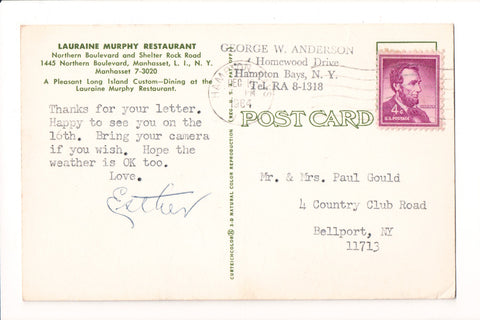 LAURAINE MURPHY RESTAURANT
Northern Boulevard and Shelter Rock Road
1445 Northern Boulevard, Manhasset, L. I., N. Y.
Manhasset 7-3020
A Pleasant Long Island Custom—Dining at the
Lauraine Murphy Restaurant.
Thanks for your letter.
Happy to see you on the
16th. Bring your camera
if you wish. Hope the
weather is OK too.
Love.
Esther
CURTEICHCOLOR® 3-D NATURAL COLOR REPRODUCTION
GEORGE W. ANDERSON
Homewood Drive
Hampton Bays, N. Y.
Tel. RA 8-1318
DEC
1964
4¢
U.S. POSTAGE
POST CARD
Mr. & Mrs. Paul Gould
4 Country Club Road
Bellport, NY
11713